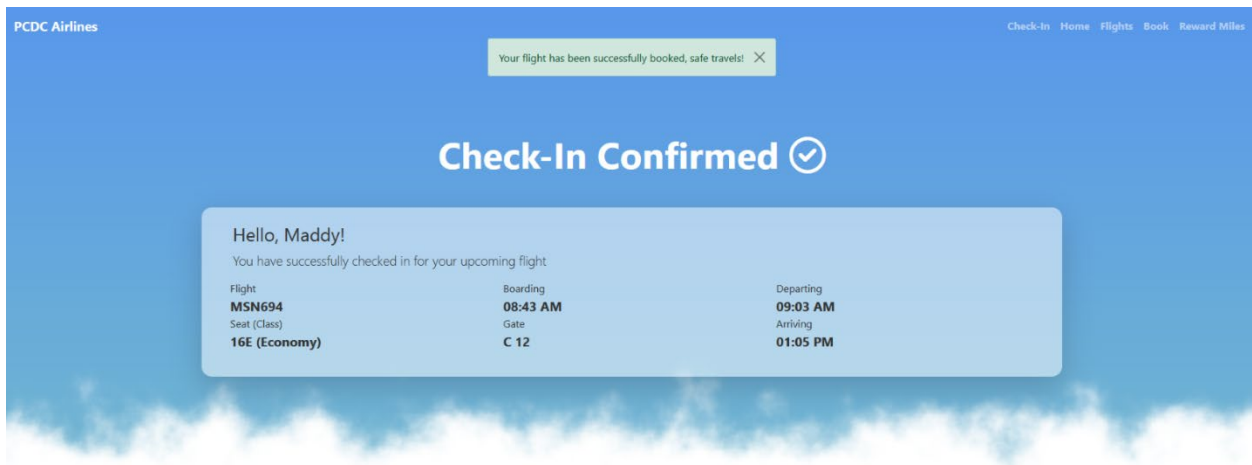 PCDC Airlines
Check-In Home Flights Book Reward Miles
Your flight has been successfully booked, safe travels!
Check-In Confirmed
Hello, Maddy!
You have successfully checked in for your upcoming flight
Flight Boarding Departing
MSN694 08:43 AM 09:03 AM
Seat (Class) Gate Arriving
16E (Economy) C 12 01:05 PM